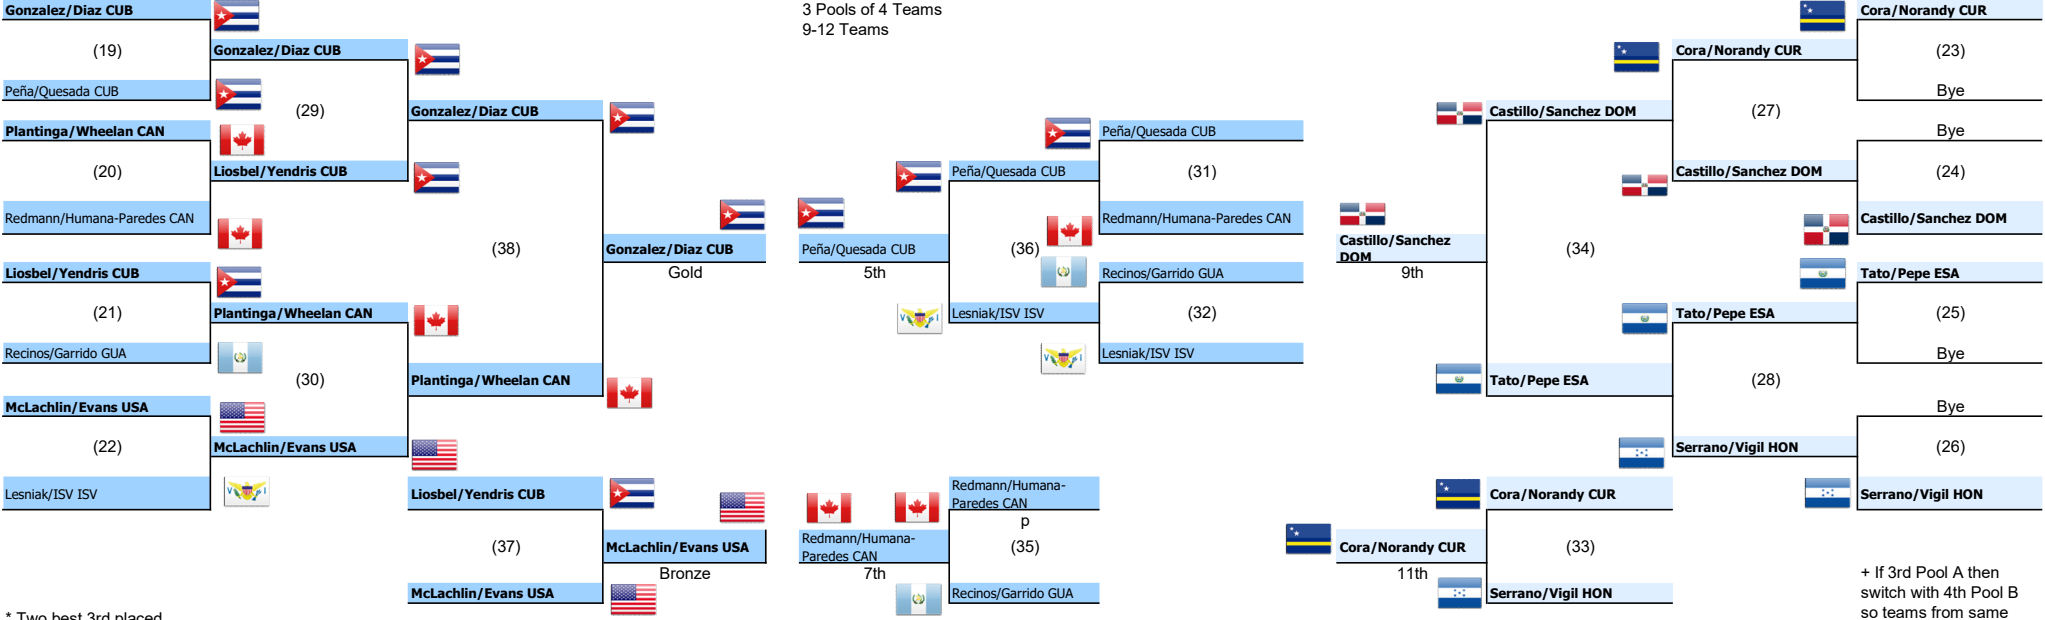 Gonzalez/Diaz CUB
(19)
Peña/Quesada CUB
Plantinga/Wheelan CAN
(20)
Redmann/Humana-Paredes CAN
Liosbel/Yendris CUB
(21)
Recinos/Garrido GUA
McLachlin/Evans USA
(22)
Lesniak/ISV ISV
* Two best 3rd placed
Gonzalez/Diaz CUB
(29)
Liosbel/Yendris CUB
Plantinga/Wheelan CAN
(30)
McLachlin/Evans USA
Gonzalez/Diaz CUB
(38)
Plantinga/Wheelan CAN
Liosbel/Yendris CUB
(37)
McLachlin/Evans USA
Gonzalez/Diaz CUB
Gold
McLachlin/Evans USA
Bronze
3 Pools of 4 Teams
9-12 Teams
Peña/Quesada CUB
5th
Redmann/Humana-
Paredes CAN
7th
Peña/Quesada CUB
(36)
Lesniak/ISV ISV
Redmann/Humana-
Paredes CAN
p
(35)
Recinos/Garrido GUA
Peña/Quesada CUB
(31)
Redmann/Humana-Paredes CAN
Recinos/Garrido GUA
(32)
Lesniak/ISV ISV
Castillo/Sanchez
DOM
9th
Cora/Norandy CUR
11th
Castillo/Sanchez DOM
(34)
Tato/Pepe ESA
Cora/Norandy CUR
(33)
Serrano/Vigil HON
Cora/Norandy CUR
(27)
Castillo/Sanchez DOM
Tato/Pepe ESA
(28)
Serrano/Vigil HON
Cora/Norandy CUR
(23)
Bye
Bye
(24)
Castillo/Sanchez DOM
Tato/Pepe ESA
(25)
Bye
Bye
(26)
Serrano/Vigil HON
+ If 3rd Pool A then
switch with 4th Pool B
so teams from same